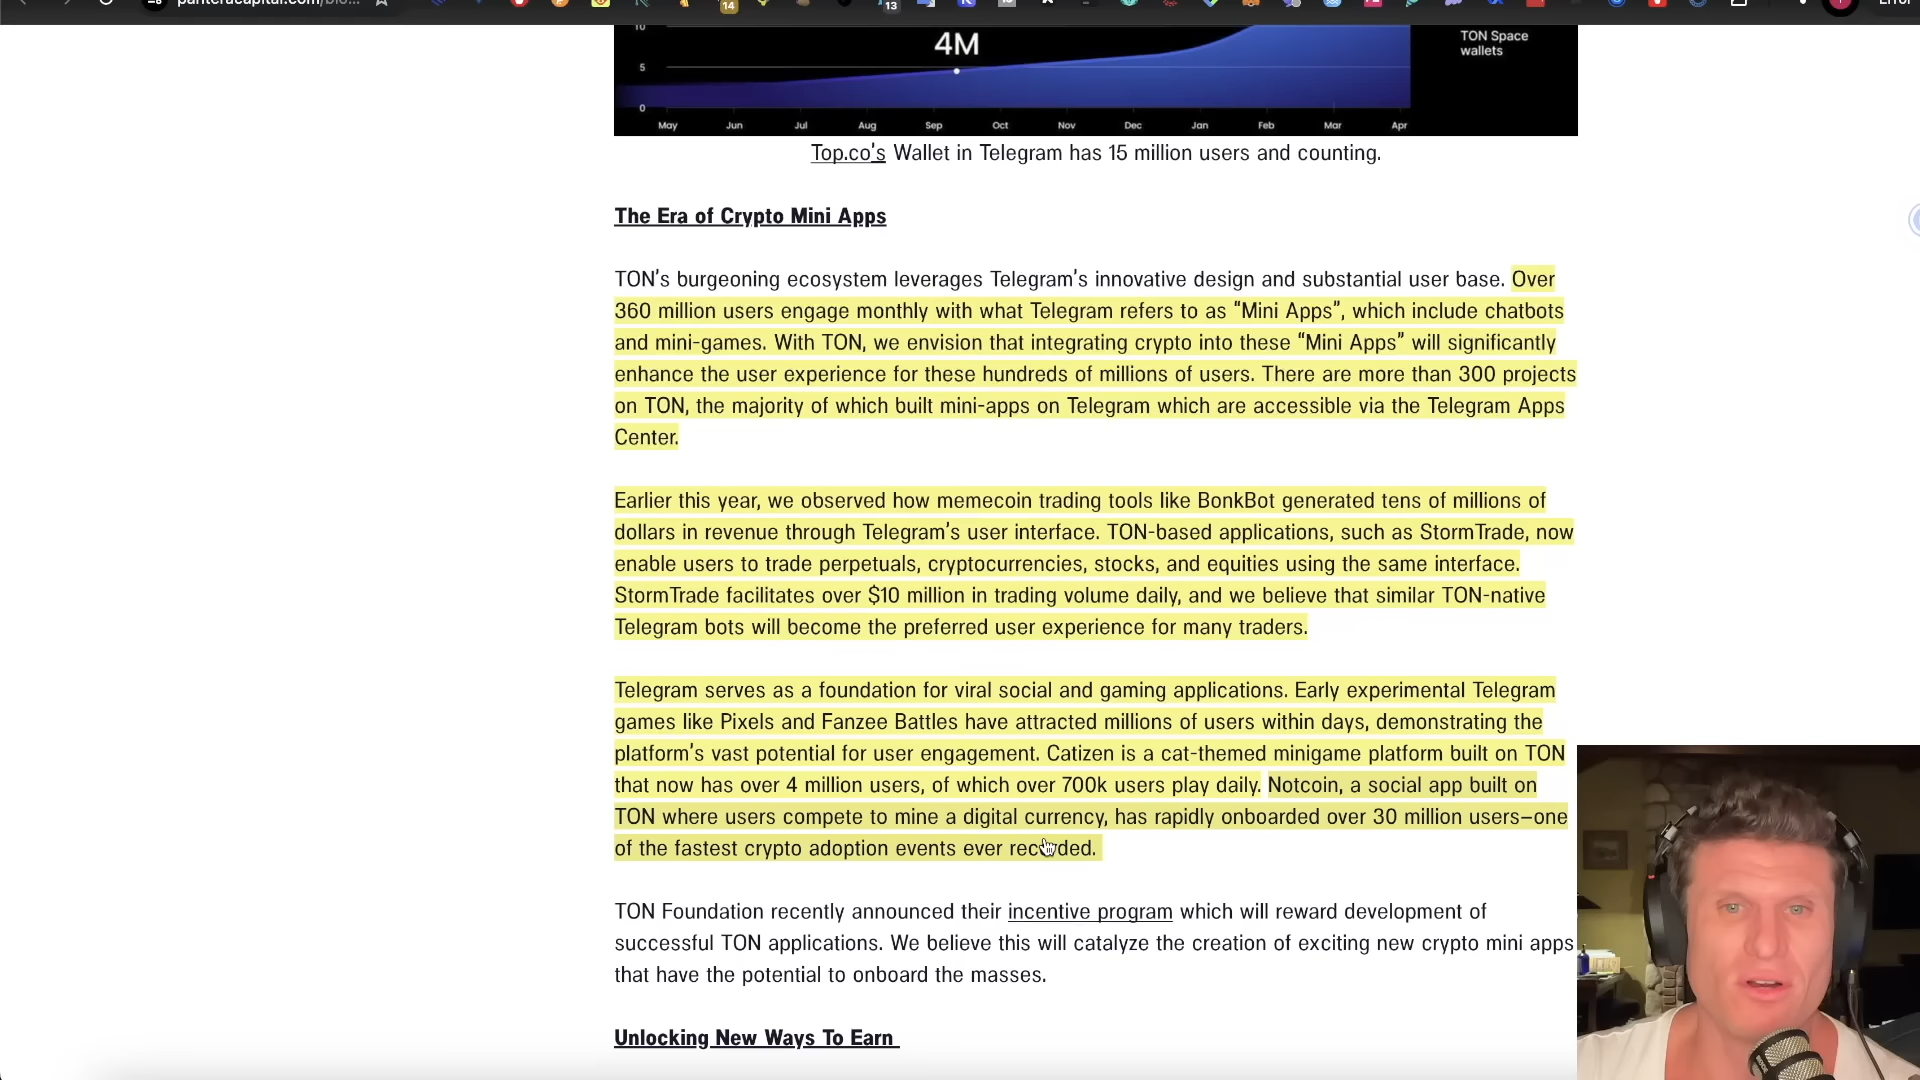 panteracapital.com/blo...
14
13
Error
10
4M
TON Space
wallets
5
0
May Jun Jul Aug Sep Oct Nov Dec Jan Feb Mar Apr
Top.co's Wallet in Telegram has 15 million users and counting.
The Era of Crypto Mini Apps
TON's burgeoning ecosystem leverages Telegram's innovative design and substantial user base. Over
360 million users engage monthly with what Telegram refers to as “Mini Apps”, which include chatbots
and mini-games. With TON, we envision that integrating crypto into these “Mini Apps” will significantly
enhance the user experience for these hundreds of millions of users. There are more than 300 projects
on TON, the majority of which built mini-apps on Telegram which are accessible via the Telegram Apps
Center.
Earlier this year, we observed how memecoin trading tools like BonkBot generated tens of millions of
dollars in revenue through Telegram's user interface. TON-based applications, such as StormTrade, now
enable users to trade perpetuals, cryptocurrencies, stocks, and equities using the same interface.
StormTrade facilitates over $10 million in trading volume daily, and we believe that similar TON-native
Telegram bots will become the preferred user experience for many traders.
Telegram serves as a foundation for viral social and gaming applications. Early experimental Telegram
games like Pixels and Fanzee Battles have attracted millions of users within days, demonstrating the
platform's vast potential for user engagement. Catizen is a cat-themed minigame platform built on TON
that now has over 4 million users, of which over 700k users play daily. Notcoin, a social app built on
TON where users compete to mine a digital currency, has rapidly onboarded over 30 million users–one
of the fastest crypto adoption events ever recorded.
TON Foundation recently announced their incentive program which will reward development of
successful TON applications. We believe this will catalyze the creation of exciting new crypto mini apps
that have the potential to onboard the masses.
Unlocking New Ways To Earn